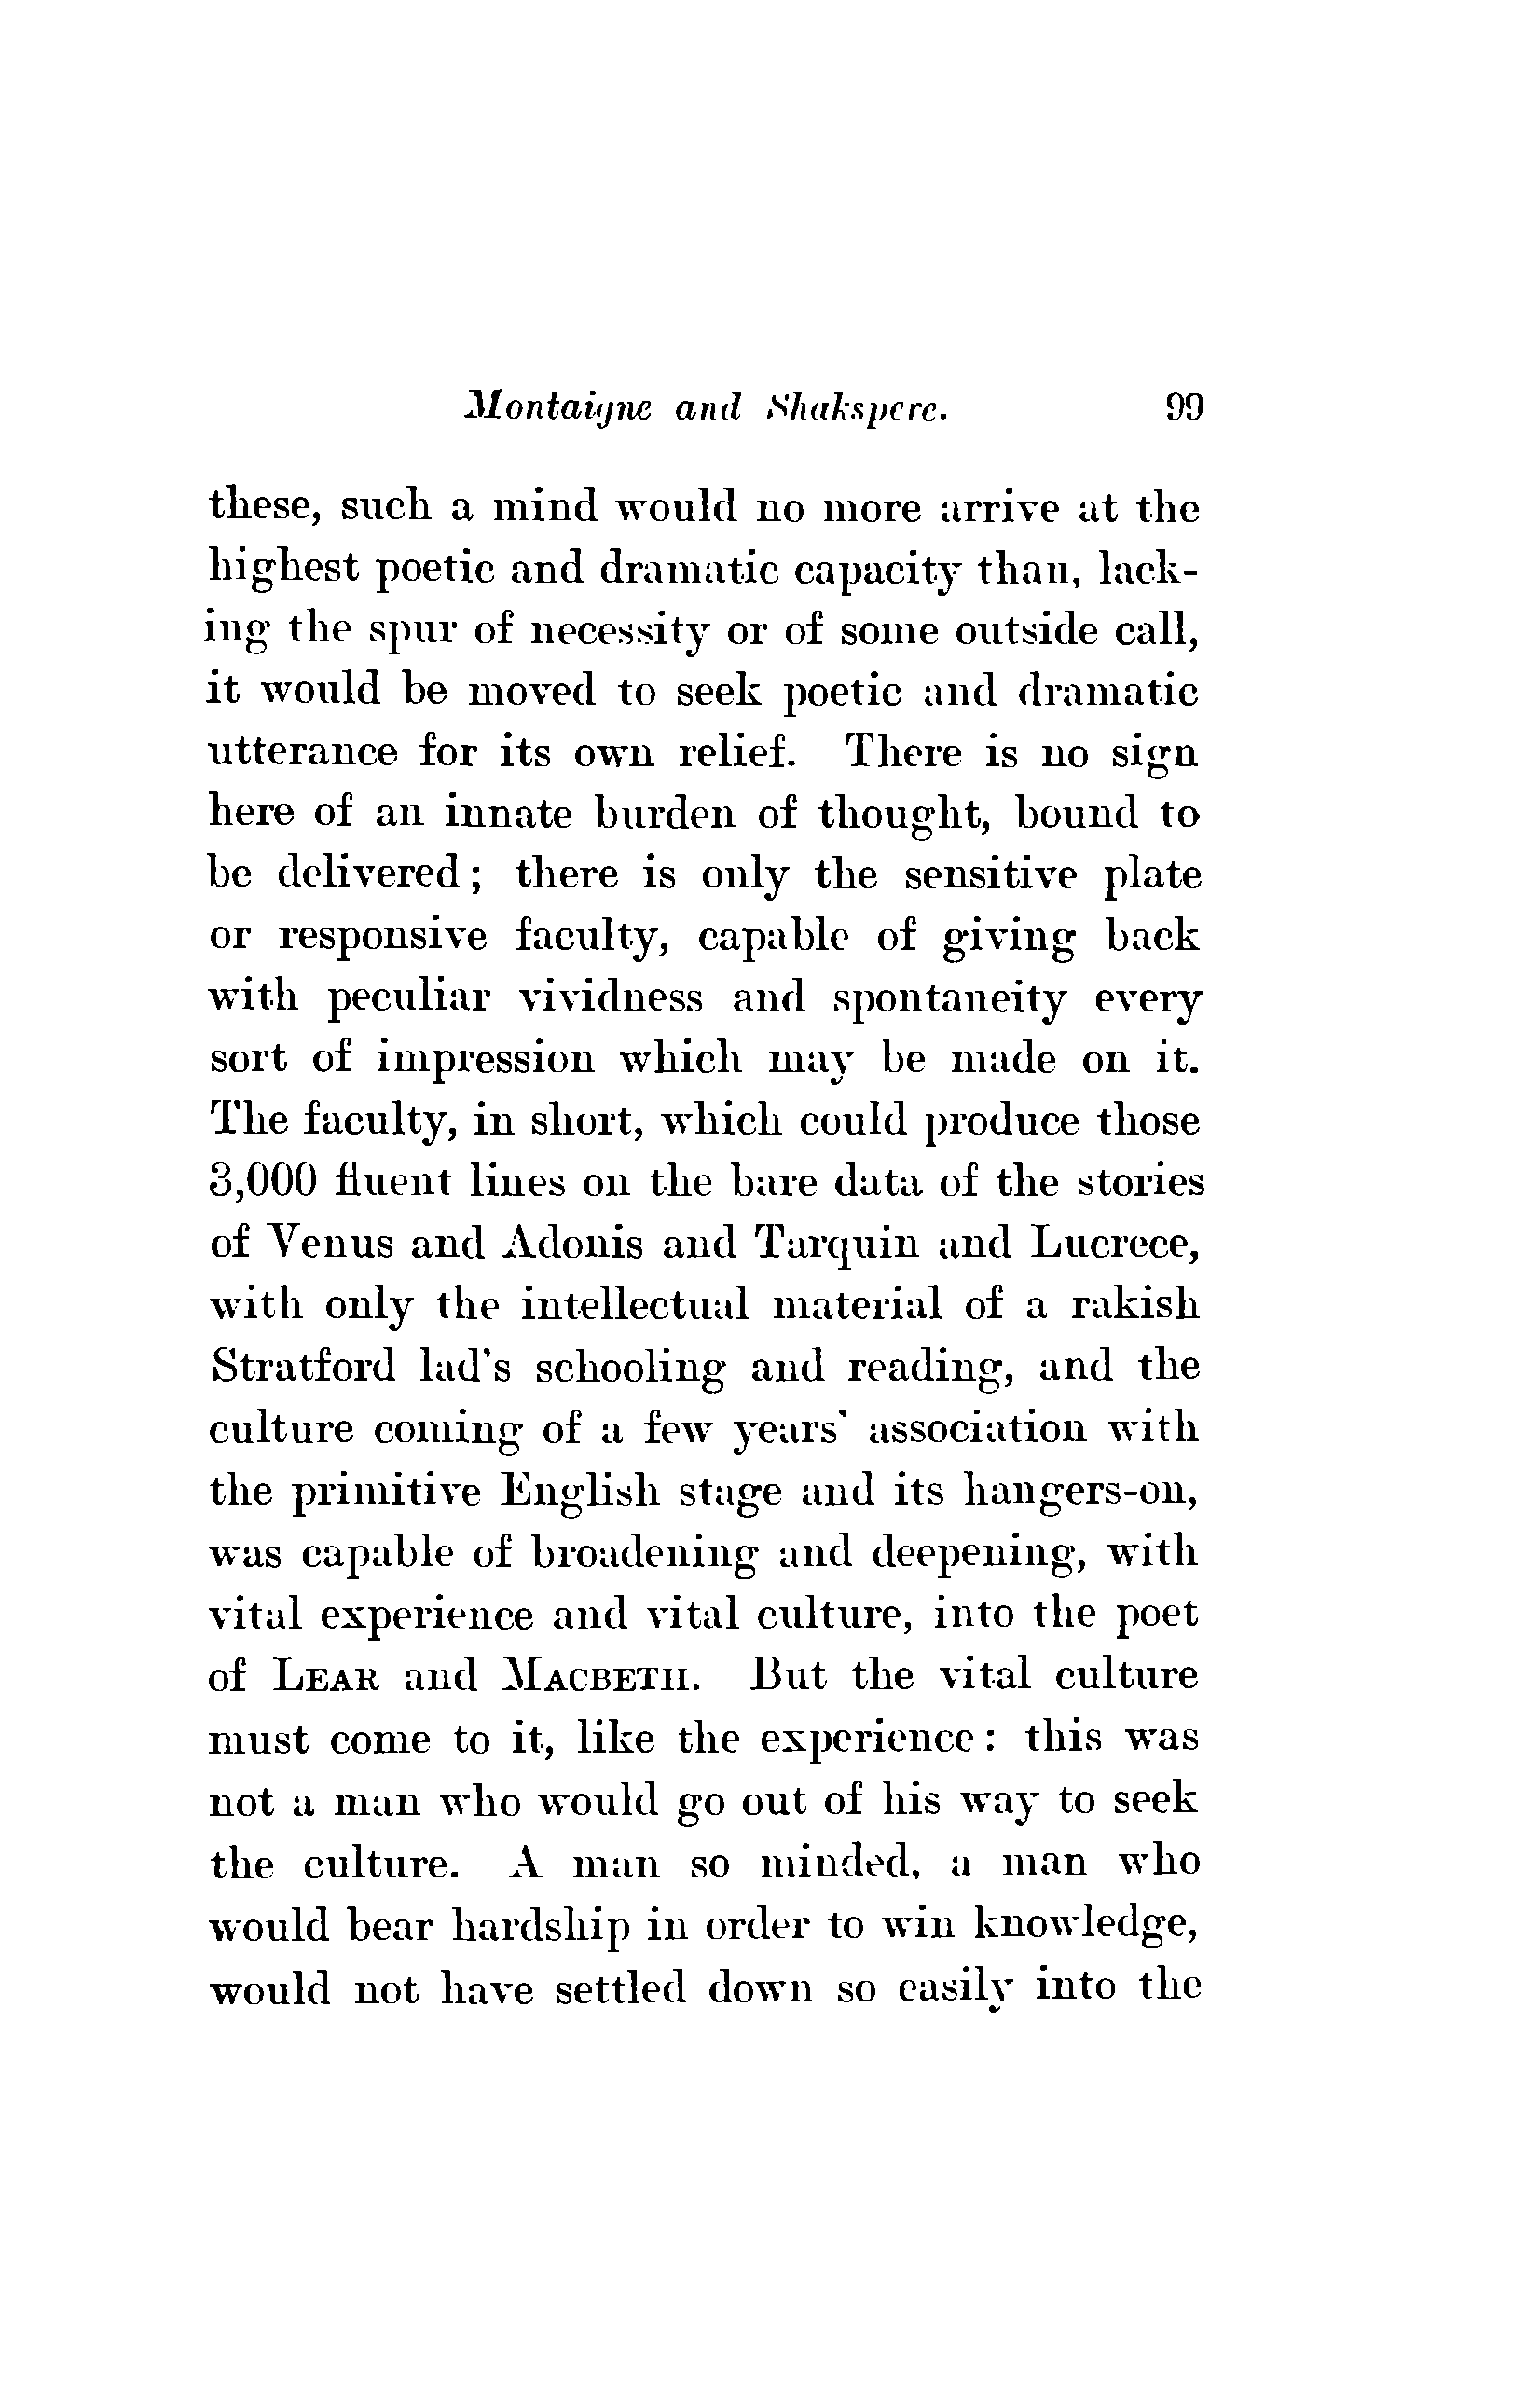 Montaigne and Shakspere. 99
these, such a mind would no more arrive at the
highest poetic and dramatic capacity than, lack-
ing the spur of necessity or of some outside call,
it would be moved to seek poetic and dramatic
utterance for its own relief. There is no sign
here of an innate burden of thought, bound to
be delivered; there is only the sensitive plate
or responsive faculty, capable of giving back
with peculiar vividness and spontaneity every
sort of impression which may be made on it.
The faculty, in short, which could produce those
3,000 fluent lines on the bare data of the stories
of Venus and Adonis and Tarquin and Lucrece,
with only the intellectual material of a rakish
Stratford lad's schooling and reading, and the
culture coming of a few years' association with
the primitive English stage and its hangers-on,
was capable of broadening and deepening, with
vital experience and vital culture, into the poet
of LEAR and MACBETH. But the vital culture
must come to it, like the experience: this was
not a man who would go out of his way to seek
the culture. A man so minded, a man who
would bear hardship in order to win knowledge,
would not have settled down so easily into the